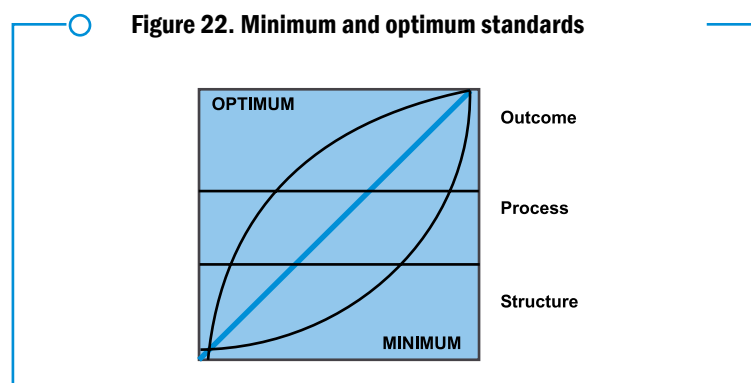 Figure 22. Minimum and optimum standards
OPTIMUM
Outcome
Process
Structure
MINIMUM